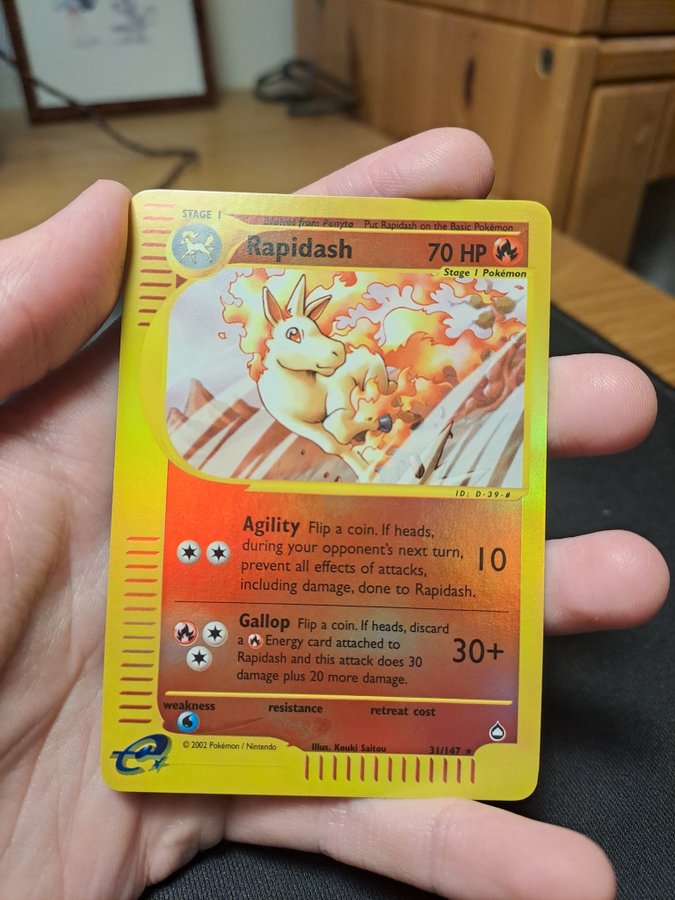 STAGE 1
Evolves from Ponyta Put Rapidash on the Basic Pokémon
Rapidash 70 HP
Stage 1 Pokémon
ID: D-39-#
Agility Flip a coin. If heads,
during your opponent's next turn,
prevent all effects of attacks,
including damage, done to Rapidash.
10
Gallop Flip a coin. If heads, discard
a Energy card attached to
Rapidash and this attack does 30
damage plus 20 more damage.
30+
weakness resistance retreat cost
e
© 2002 Pokémon / Nintendo Illus. Kouki Saitou 31/147 ★